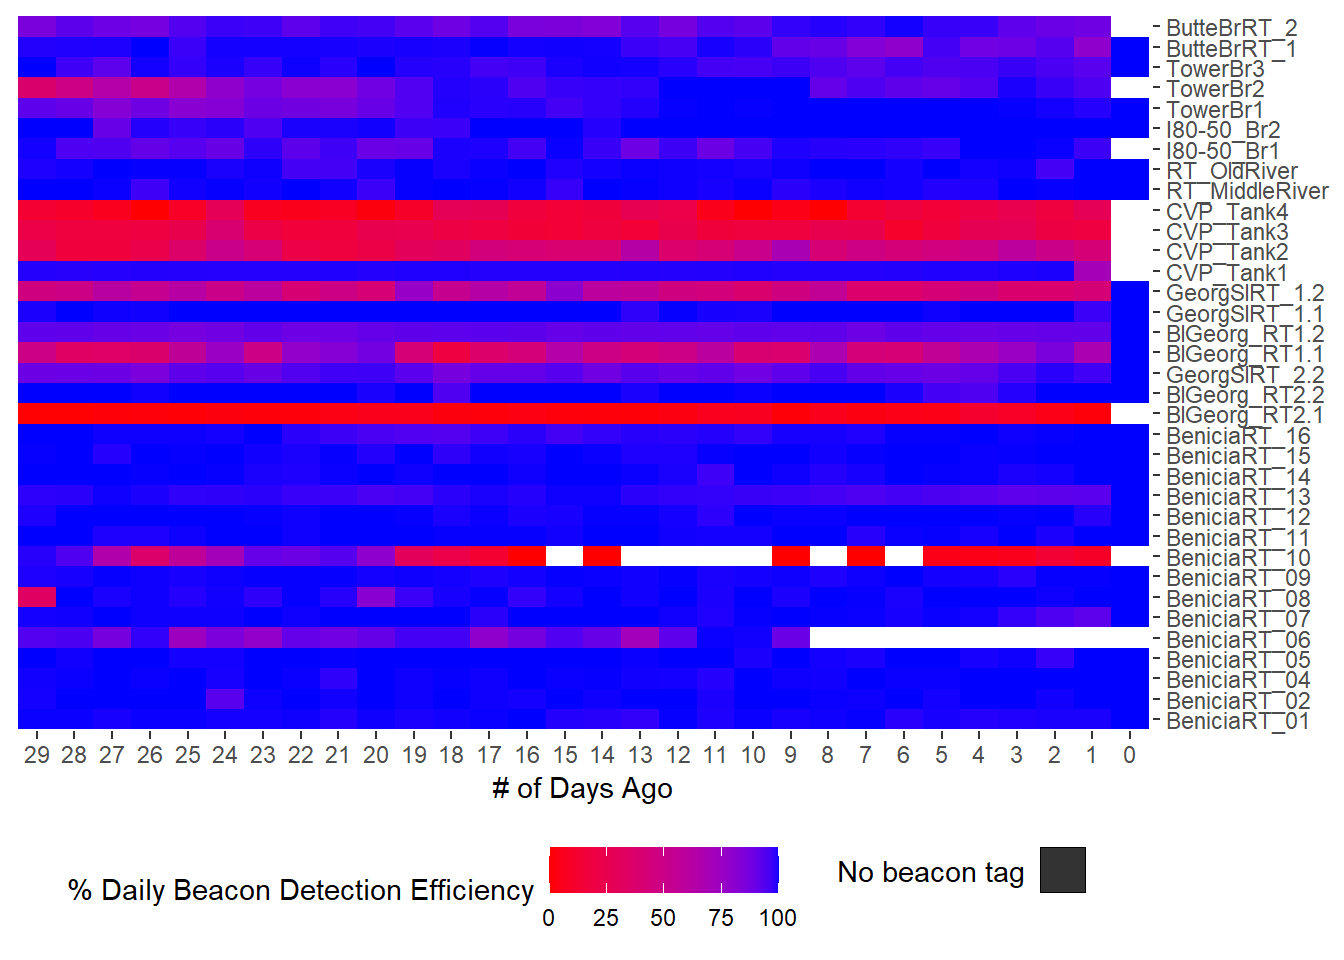 ButteBrRT_2
ButteBrRT_1
TowerBr3
TowerBr2
TowerBr1
I80-50_Br2
I80-50_Br1
RT_OldRiver
RT_MiddleRiver
CVP_Tank4
CVP_Tank3
CVP_Tank2
CVP_Tank1
GeorgSlRT_1.2
GeorgSlRT_1.1
BlGeorg_RT1.2
BlGeorg_RT1.1
GeorgSlRT_2.2
BlGeorg_RT2.2
BlGeorg_RT2.1
BeniciaRT_16
BeniciaRT_15
BeniciaRT_14
BeniciaRT_13
BeniciaRT_12
BeniciaRT_11
BeniciaRT_10
BeniciaRT_09
BeniciaRT_08
BeniciaRT_07
BeniciaRT_06
BeniciaRT_05
BeniciaRT_04
BeniciaRT_02
BeniciaRT_01
29 28 27 26 25 24 23 22 21 20 19 18 17 16 15 14 13 12 11 10 9 8 7 6 5 4 3 2 1 0
# of Days Ago
% Daily Beacon Detection Efficiency
0 25 50 75 100
No beacon tag